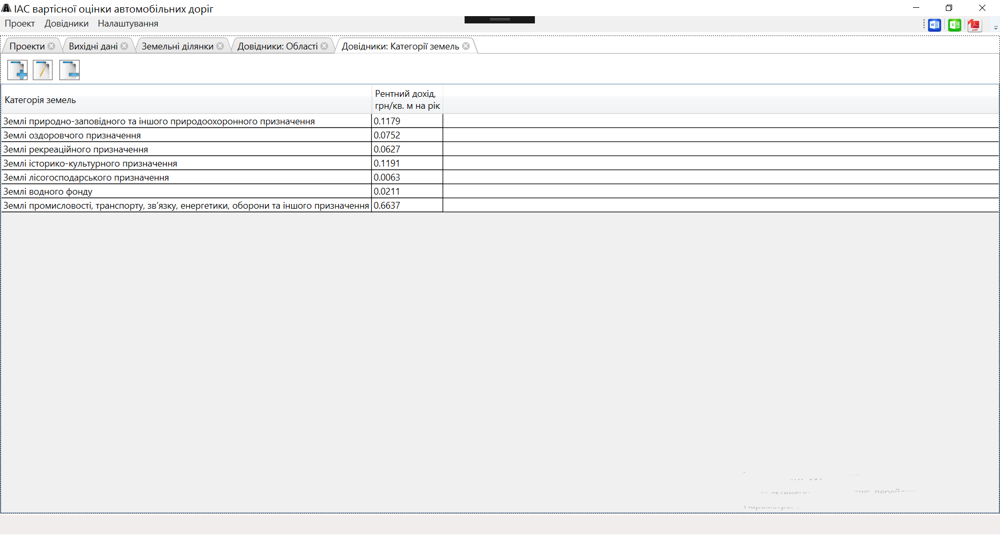 ІАС вартісної оцінки автомобільних доріг
Проект Довідники Налаштування
Проекти Вихідні дані Земельні ділянки Довідники: Області Довідники: Категорії земель
Категорія земель Рентний дохід,
грн/кв. м на рік
Землі природно-заповідного та іншого природоохоронного призначення 0.1179
Землі оздоровчого призначення 0.0752
Землі рекреаційного призначення 0.0627
Землі історико-культурного призначення 0.1191
Землі лісогосподарського призначення 0.0063
Землі водного фонду 0.0211
Землі промисловості, транспорту, зв’язку, енергетики, оборони та іншого призначення 0.6637